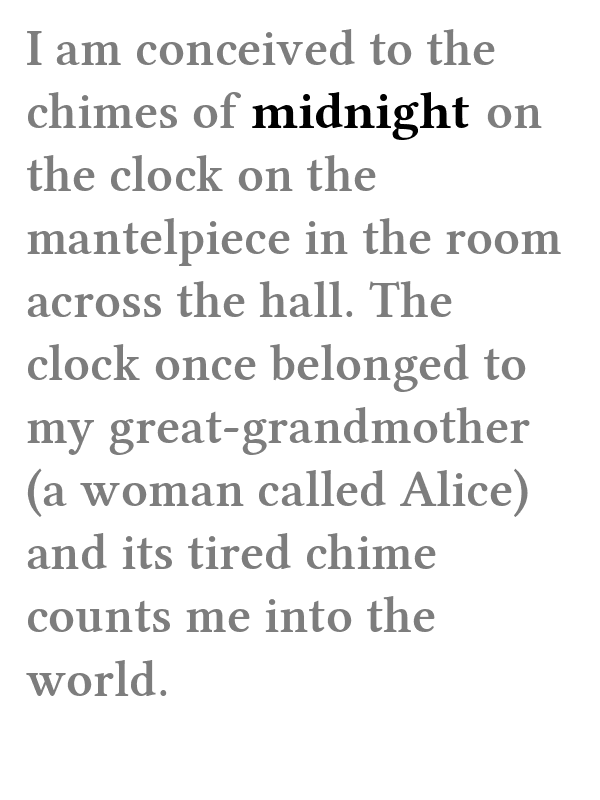 I am conceived to the
chimes of midnight on
the clock on the
mantelpiece in the room
across the hall. The
clock once belonged to
my great-grandmother
(a woman called Alice)
and its tired chime
counts me into the
world.